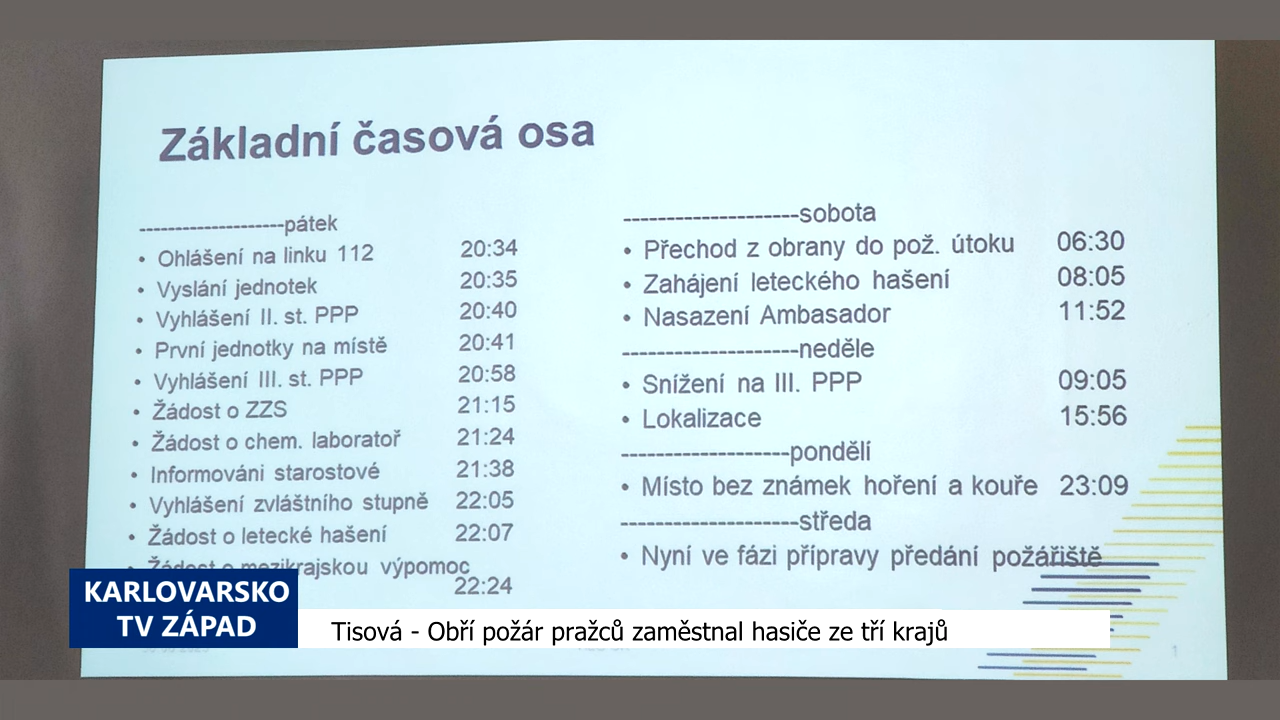 Základní časová osa
--------------------pátek
• Ohlášení na linku 112 20:34
• Vyslání jednotek 20:35
• Vyhlášení II. st. PPP 20:40
• První jednotky na místě 20:41
• Vyhlášení III. st. PPP 20:58
• Žádost o ZZS 21:15
• Žádost o chem. laboratoř 21:24
• Informováni starostové 21:38
• Vyhlášení zvláštního stupně 22:05
• Žádost o letecké hašení 22:07
• Žádost o mezikrajskou výpomoc
22:24
--------------------sobota
• Přechod z obrany do pož. útoku 06:30
• Zahájení leteckého hašení 08:05
• Nasazení Ambasador 11:52
--------------------neděle
• Snížení na III. PPP 09:05
• Lokalizace 15:56
-------------------pondělí
• Místo bez známek hoření a kouře 23:09
--------------------středa
• Nyní ve fázi přípravy předání požářiště
1
KARLOVARSKO
TV ZÁPAD
Tisová - Obří požár pražců zaměstnal hasiče ze tří krajů